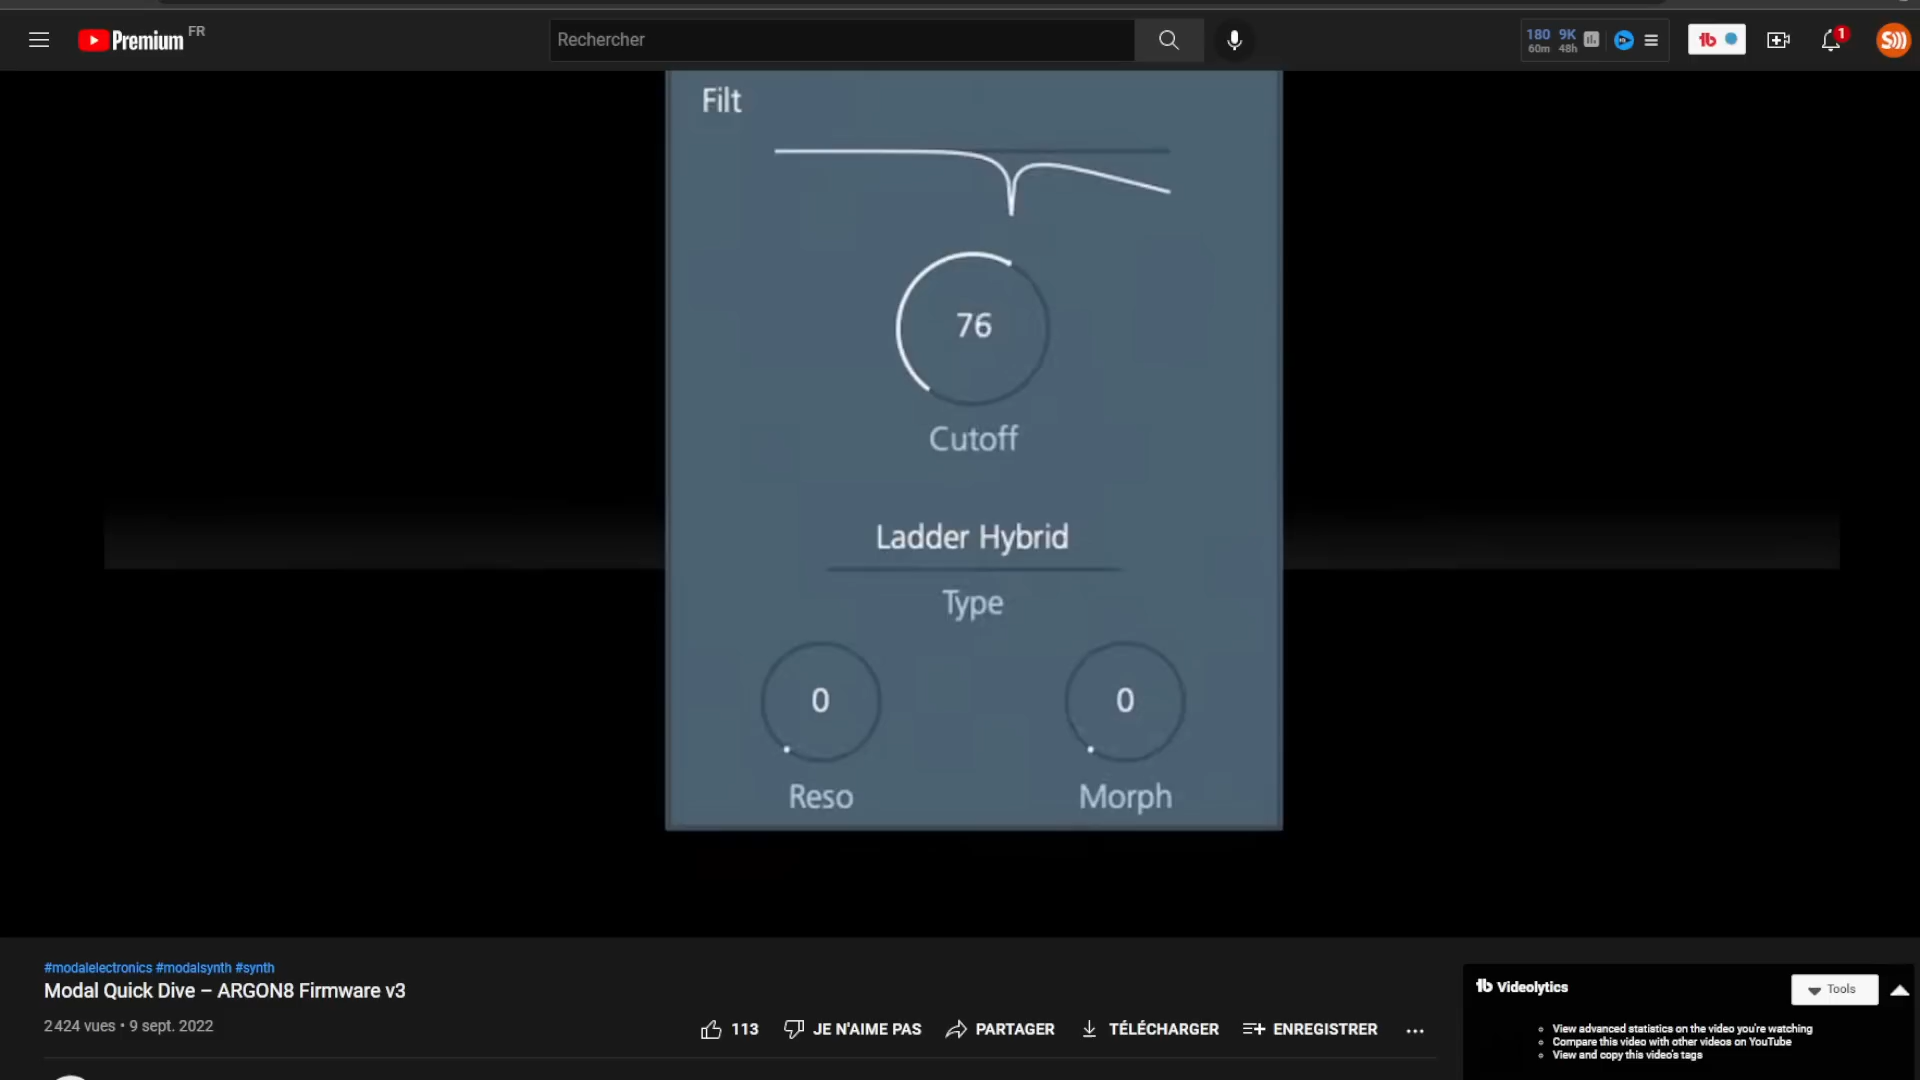 Premium FR
Rechercher
180 9K
60m 48h
1
Filt
76
Cutoff
Ladder Hybrid
Type
0 0
Reso Morph
#modalelectronics #modalsynth #synth
Modal Quick Dive – ARGON8 Firmware v3
2 424 vues • 9 sept. 2022
113 JE N'AIME PAS PARTAGER TÉLÉCHARGER ENREGISTRER ...
Videolytics Tools
View advanced statistics on the video you're watching
Compare this video with other videos on YouTube
View and copy this video's tags